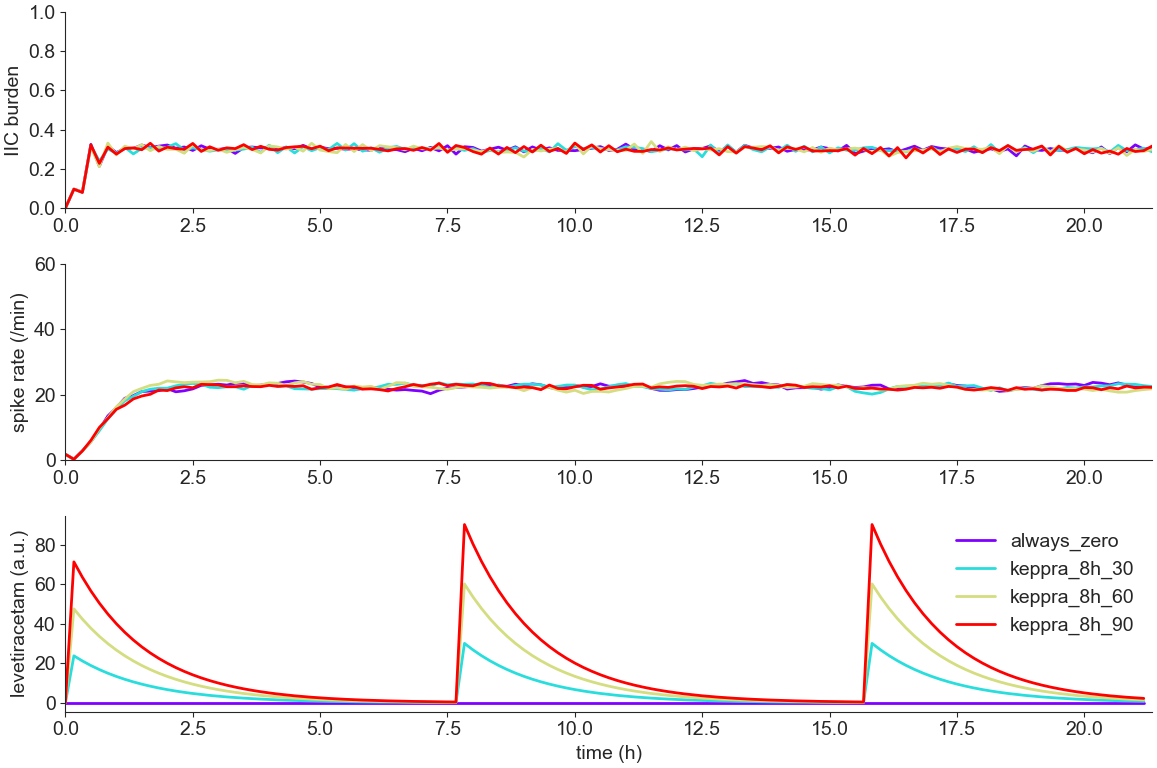 IIC burden
1.0
0.8
0.6
0.4
0.2
0.0
0.0 2.5 5.0 7.5 10.0 12.5 15.0 17.5 20.0
spike rate (/min)
60
40
20
0
0.0 2.5 5.0 7.5 10.0 12.5 15.0 17.5 20.0
levetiracetam (a.u.)
80
60
40
20
0
always_zero
keppra_8h_30
keppra_8h_60
keppra_8h_90
0.0 2.5 5.0 7.5 10.0 12.5 15.0 17.5 20.0
time (h)